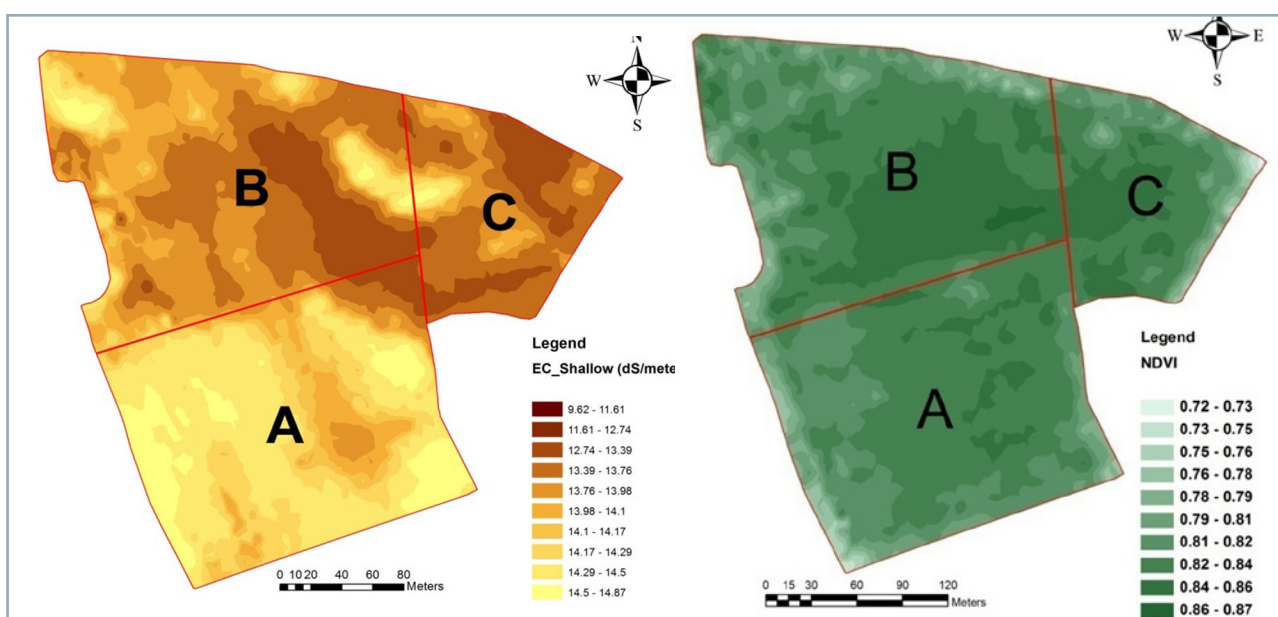 N
W
E
S
B
C
A
Legend
EC_Shallow (dS/mete
9.62 - 11.61
11.61 - 12.74
12.74 - 13.39
13.39 - 13.76
13.76 - 13.98
13.98 - 14.1
14.1 - 14.17
14.17 - 14.29
14.29 - 14.5
14.5 - 14.87
0 10 20 40 60 80
Meters
W
E
S
B
C
A
Legend
NDVI
0.72 - 0.73
0.73 - 0.75
0.75 - 0.76
0.76 - 0.78
0.78 - 0.79
0.79 - 0.81
0.81 - 0.82
0.82 - 0.84
0.84 - 0.86
0.86 - 0.87
0 15 30 60 90 120
Meters